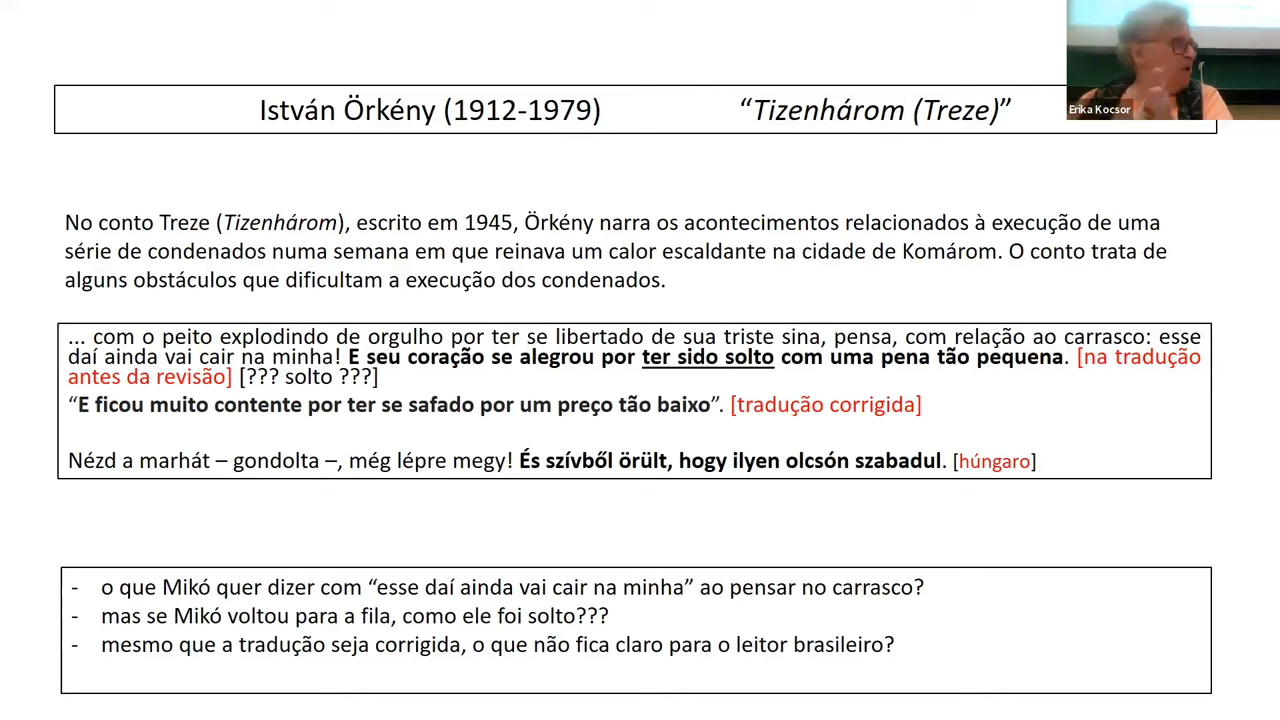 István Örkény (1912-1979) “Tizenhárom (Treze)”
Erika Kocsor
No conto Treze (Tizenhárom), escrito em 1945, Örkény narra os acontecimentos relacionados à execução de uma
série de condenados numa semana em que reinava um calor escaldante na cidade de Komárom. O conto trata de
alguns obstáculos que dificultam a execução dos condenados.
... com o peito explodindo de orgulho por ter se libertado de sua triste sina, pensa, com relação ao carrasco: esse
daí ainda vai cair na minha! E seu coração se alegrou por ter sido solto com uma pena tão pequena. [na tradução
antes da revisão] [??? solto ???]
“E ficou muito contente por ter se safado por um preço tão baixo”. [tradução corrigida]
Nézd a marhát – gondolta –, még lépre megy! És szívből örült, hogy ilyen olcsón szabadul. [húngaro]
- o que Mikó quer dizer com “esse daí ainda vai cair na minha” ao pensar no carrasco?
- mas se Mikó voltou para a fila, como ele foi solto???
- mesmo que a tradução seja corrigida, o que não fica claro para o leitor brasileiro?